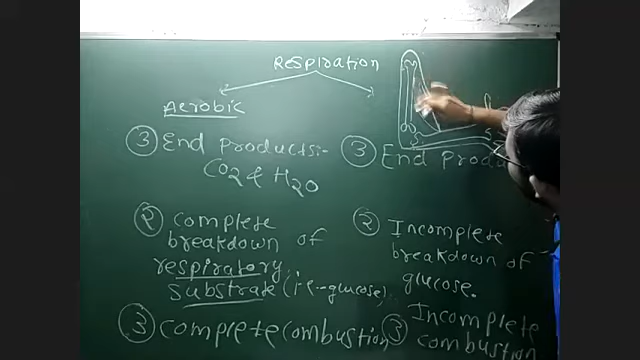 Respiration
Aerobic
③ End products:-
CO2 & H2O
③ End Produ
② Complete
breakdown of
respiratory
Substrate (i.e-glucose)
② Incomplete
breakdown of
glucose.
③ Complete combustion
③ Incomplete
combustion